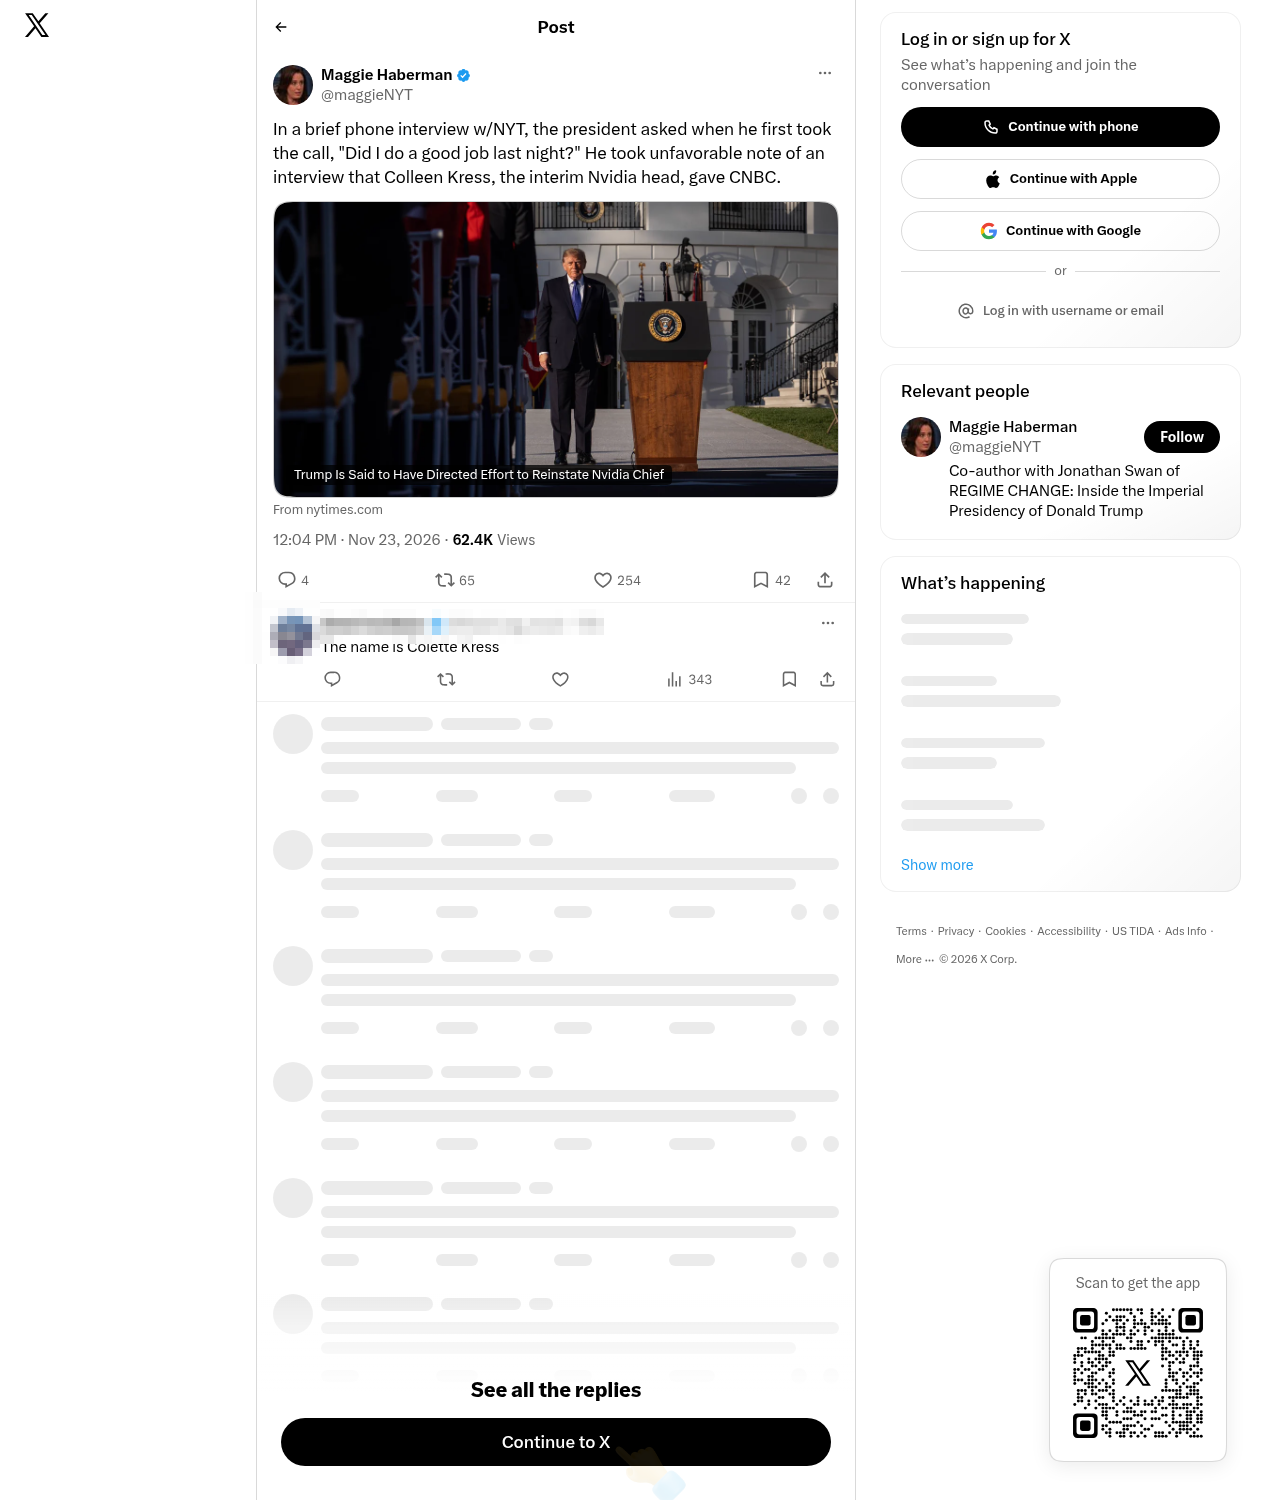 Post
Maggie Haberman
@maggieNYT
In a brief phone interview w/NYT, the president asked when he first took
the call, "Did I do a good job last night?" He took unfavorable note of an
interview that Colleen Kress, the interim Nvidia head, gave CNBC.
Trump Is Said to Have Directed Effort to Reinstate Nvidia Chief
From nytimes.com
12:04 PM · Nov 23, 2026 · 62.4K Views
4
65
254
42
The name is Colette Kress
343
See all the replies
Continue to X
Log in or sign up for X
See what's happening and join the
conversation
Continue with phone
Continue with Apple
Continue with Google
or
Log in with username or email
Relevant people
Maggie Haberman
@maggieNYT
Follow
Co-author with Jonathan Swan of
REGIME CHANGE: Inside the Imperial
Presidency of Donald Trump
What's happening
Show more
Terms · Privacy · Cookies · Accessibility · US TIDA · Ads Info ·
More ··· © 2026 X Corp.
Scan to get the app